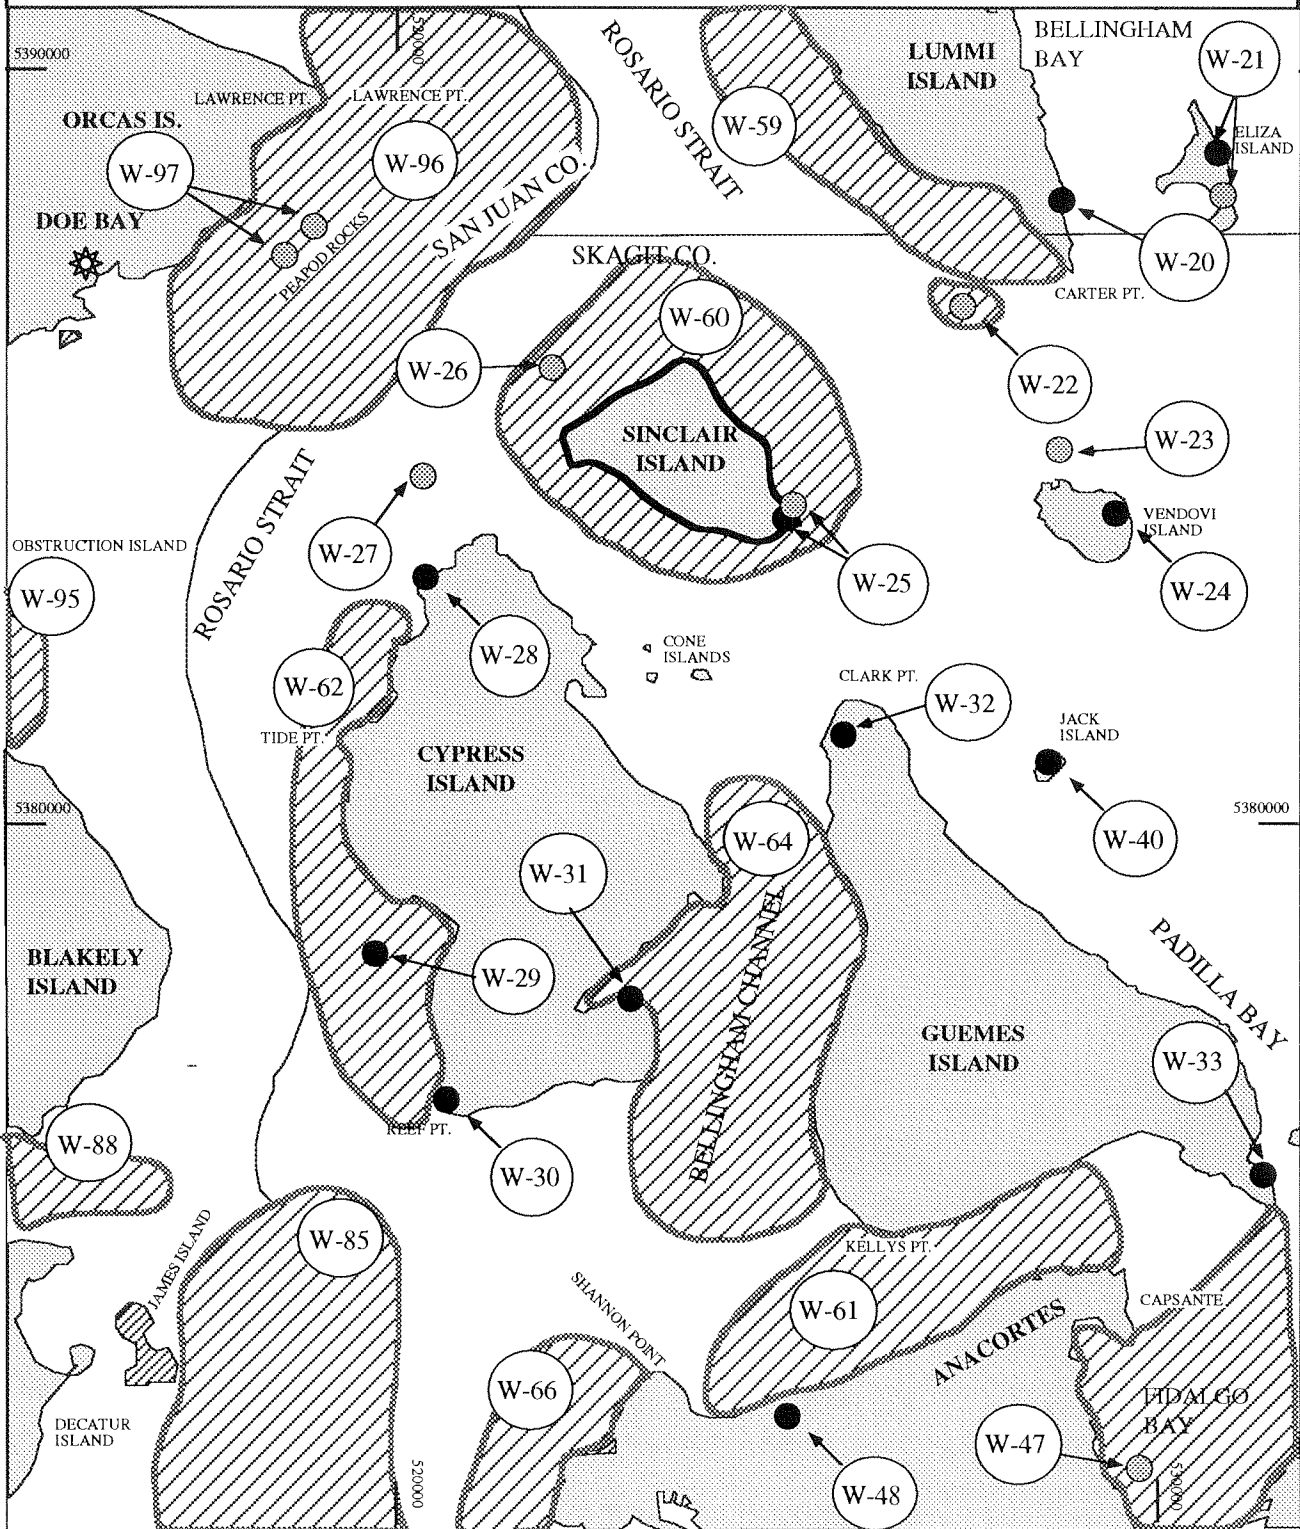 5390000
520000
LAWRENCE PT.
LAWRENCE PT.
ORCAS IS.
W-97
W-96
DOE BAY
PEAPOD ROCKS
SAN JUAN CO.
ROSARIO STRAIT
W-59
LUMMI
ISLAND
BELLINGHAM
BAY
W-21
ELIZA
ISLAND
W-20
CARTER PT.
SKAGIT CO.
W-60
W-26
W-22
W-23
SINCLAIR
ISLAND
VENDOVI
ISLAND
W-24
W-25
ROSARIO STRAIT
W-27
OBSTRUCTION ISLAND
W-95
W-28
CONE
ISLANDS
W-62
CLARK PT.
W-32
JACK
ISLAND
TIDE PT.
CYPRESS
ISLAND
5380000
5380000
W-40
W-64
W-31
BELLINGHAM CHANNEL
BLAKELY
ISLAND
W-29
PADILLA BAY
GUEMES
ISLAND
W-33
REEF PT.
W-88
W-30
W-85
JAMES ISLAND
KELLYS PT.
SHANNON POINT
W-61
CAPSANTE
ANACORTES
W-66
FIDALGO
BAY
DECATUR
ISLAND
W-47
520000
530000
W-48